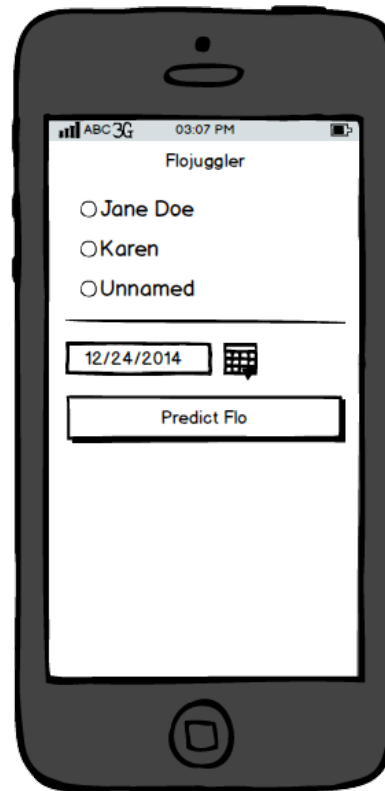 ABC 3G 03:07 PM
Flojuggler
Jane Doe
Karen
Unnamed
12/24/2014
Predict Flo